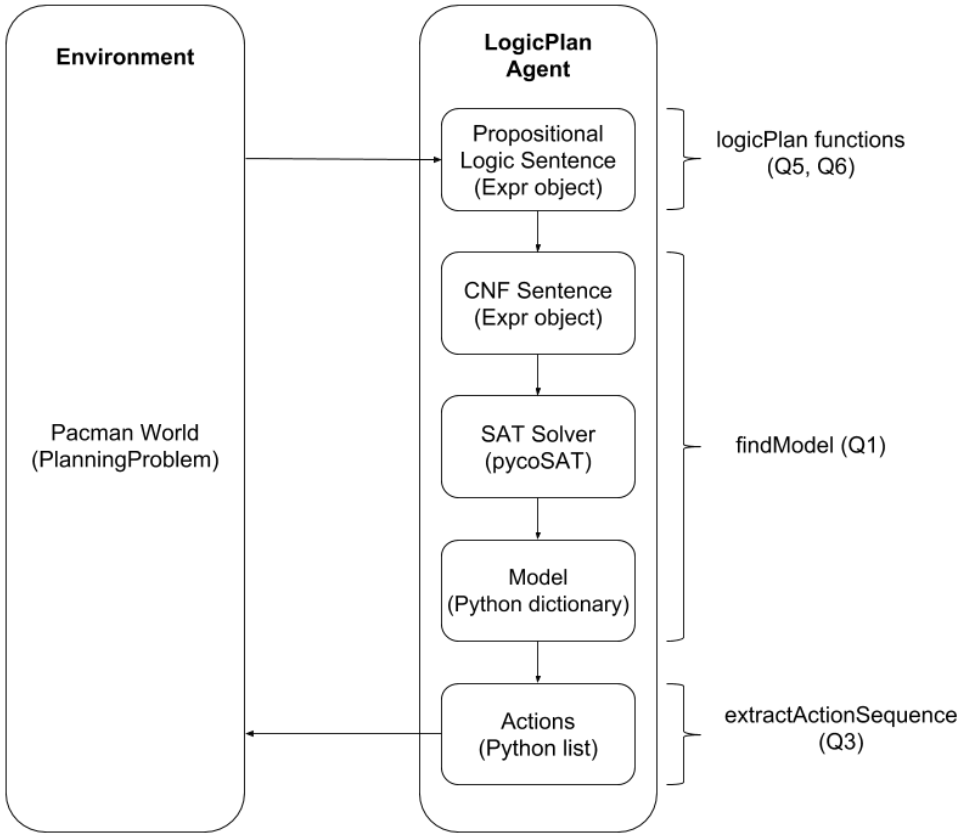 Environment
Pacman World
(PlanningProblem)
LogicPlan
Agent
Propositional
Logic Sentence
(Expr object)
CNF Sentence
(Expr object)
SAT Solver
(pycoSAT)
Model
(Python dictionary)
Actions
(Python list)
logicPlan functions
(Q5, Q6)
findModel (Q1)
extractActionSequence
(Q3)